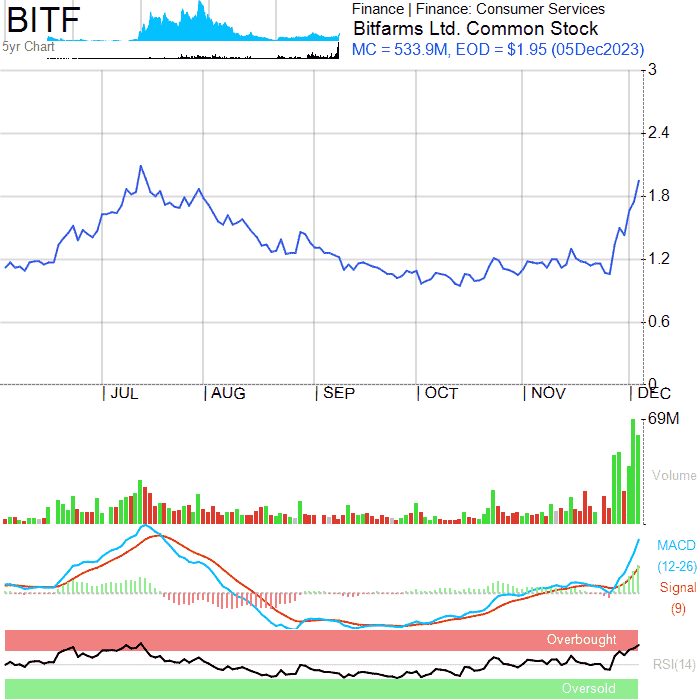 BITF
5yr Chart
Finance | Finance: Consumer Services
Bitfarms Ltd. Common Stock
MC = 533.9M, EOD = $1.95 (05Dec2023)
3
2.4
1.8
1.2
0.6
0
| JUL | AUG | SEP | OCT | NOV | DEC
69M
Volume
MACD
(12-26)
Signal
(9)
Overbought
RSI(14)
Oversold